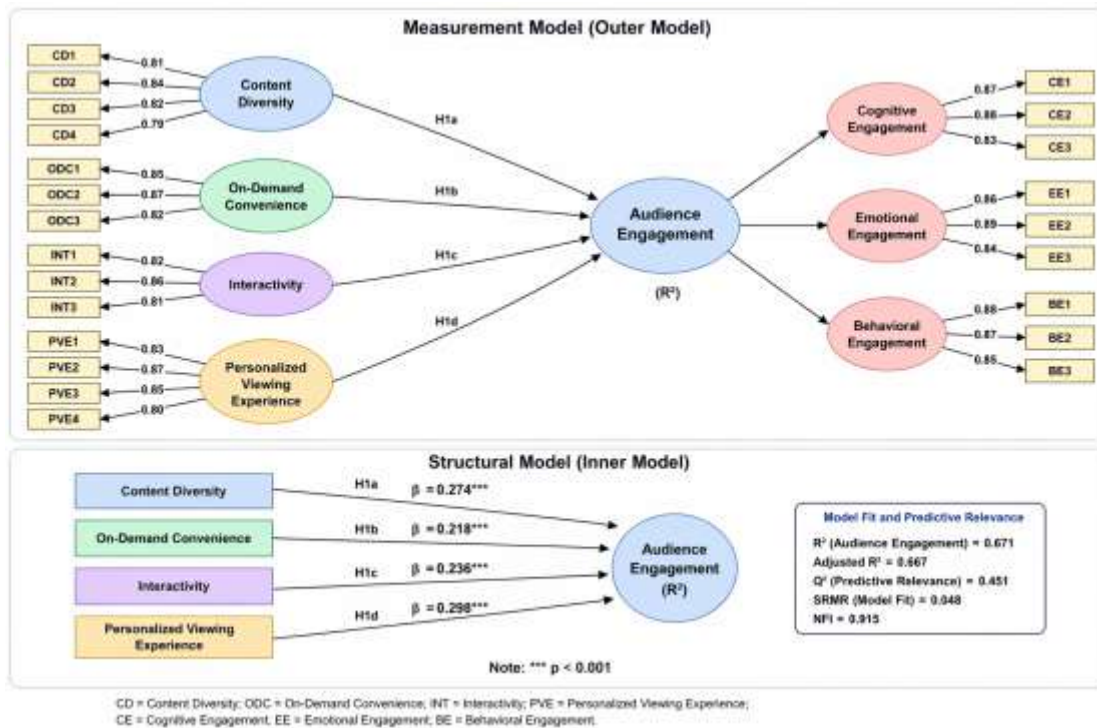 Measurement Model (Outer Model)
CD1
CD2
CD3
CD4
0.81
0.84
0.82
0.79
Content
Diversity
H1a
ODC1
ODC2
ODC3
0.85
0.87
0.82
On-Demand
Convenience
H1b
INT1
INT2
INT3
0.82
0.86
0.81
Interactivity
H1c
PVE1
PVE2
PVE3
PVE4
0.83
0.87
0.85
0.80
Personalized
Viewing
Experience
H1d
Audience
Engagement
(R²)
Cognitive
Engagement
0.87
0.83
CE1
CE2
CE3
Emotional
Engagement
0.86
0.89
0.84
EE1
EE2
EE3
Behavioral
Engagement
0.88
0.87
0.85
BE1
BE2
BE3
Structural Model (Inner Model)
Content Diversity
H1a β = 0.274***
On-Demand Convenience
H1b β = 0.218***
Interactivity
H1c β = 0.236***
Personalized Viewing
Experience
H1d β = 0.298***
Audience
Engagement
(R²)
Model Fit and Predictive Relevance
R² (Audience Engagement) = 0.671
Adjusted R² = 0.667
Q² (Predictive Relevance) = 0.451
SRMR (Model Fit) = 0.048
NFI = 0.915
Note: *** p < 0.001
CD = Content Diversity; ODC = On-Demand Convenience; INT = Interactivity; PVE = Personalized Viewing Experience;
CE = Cognitive Engagement, EE = Emotional Engagement; BE = Behavioral Engagement.